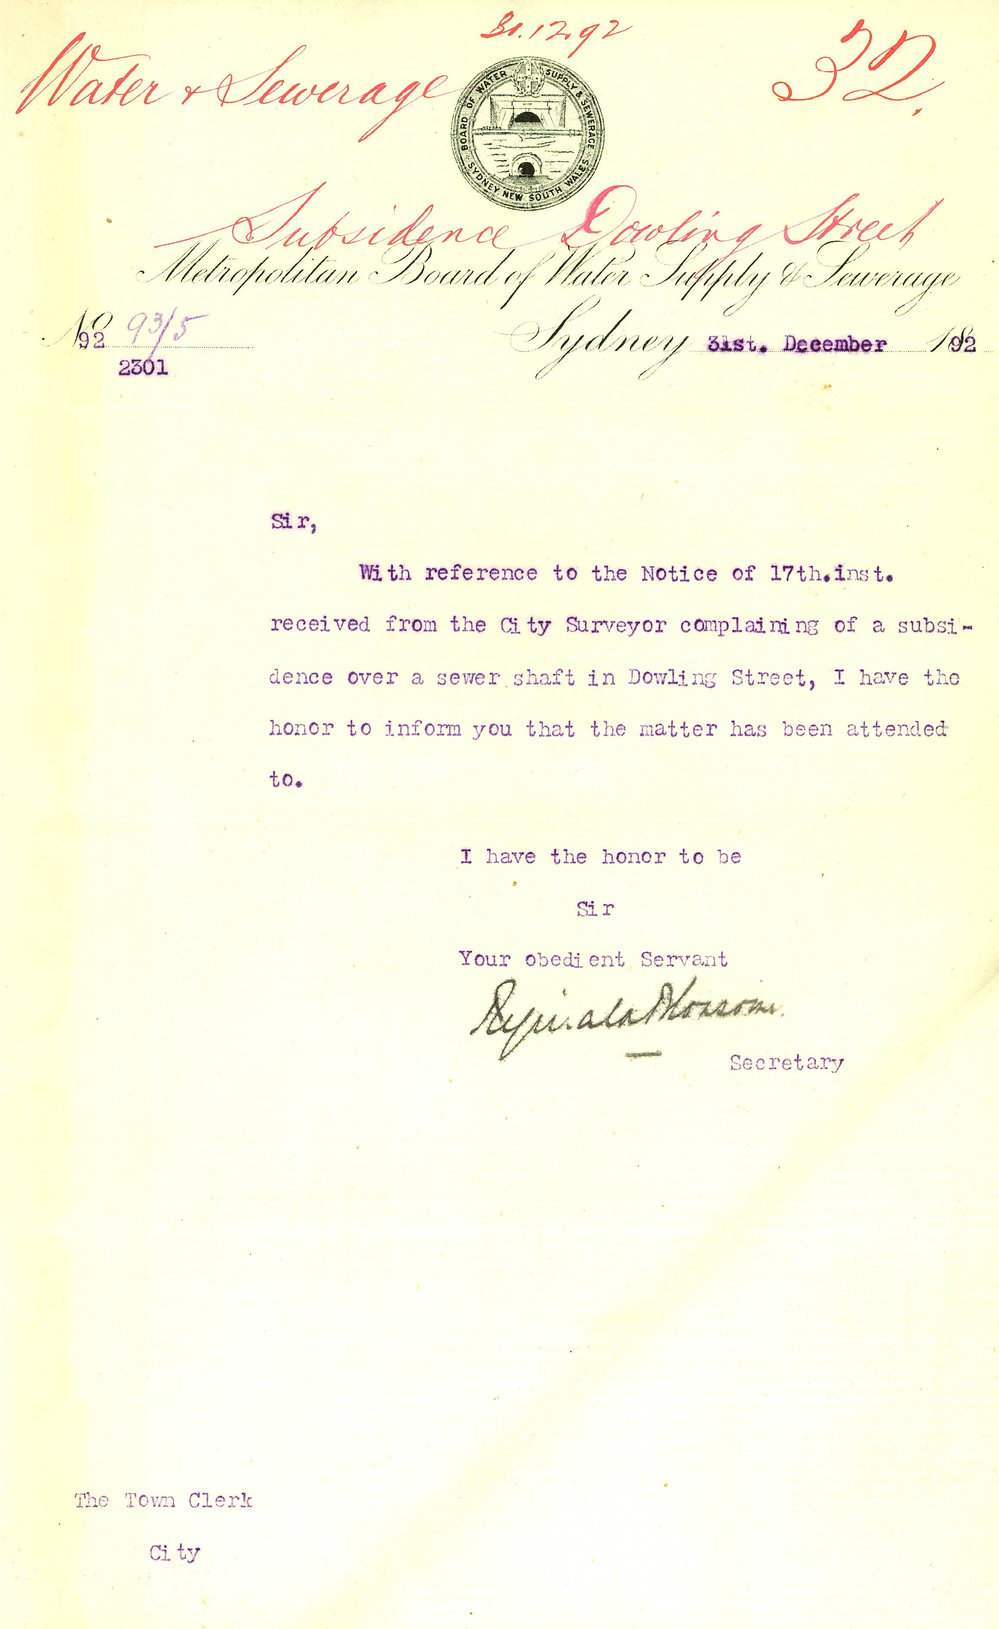 31.12.92
Water & Sewerage
32.
BOARD OF WATER SUPPLY & SEWERAGE
SYDNEY NEW SOUTH WALES
Subsidence Dowling Street
Metropolitan Board of Water Supply & Sewerage
No 93/5
92
2301
Sydney 31st. December 1892
Sir,
With reference to the Notice of 17th.inst.
received from the City Surveyor complaining of a subsi-
dence over a sewer shaft in Dowling Street, I have the
honor to inform you that the matter has been attended
to.
I have the honor to be
Sir
Your obedient Servant
Secretary
The Town Clerk
City